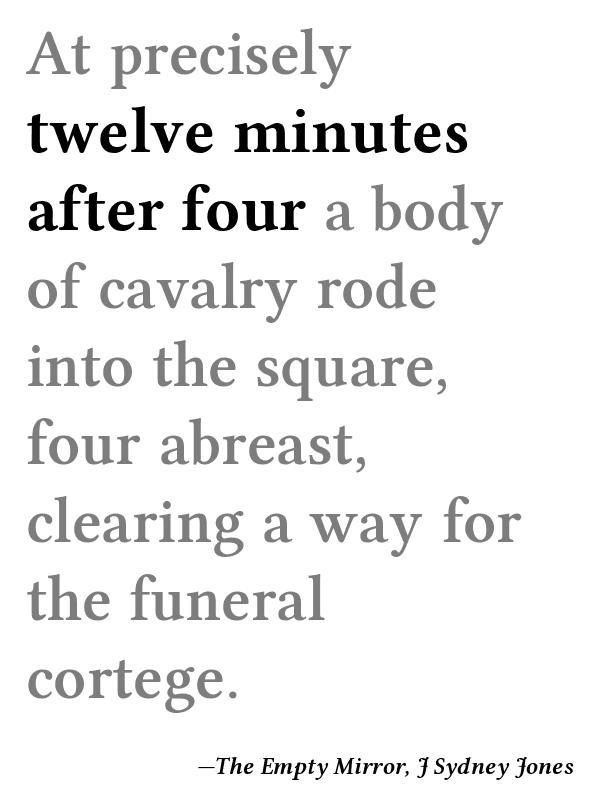 At precisely
twelve minutes
after four a body
of cavalry rode
into the square,
four abreast,
clearing a way for
the funeral
cortege.
—The Empty Mirror, J Sydney Jones